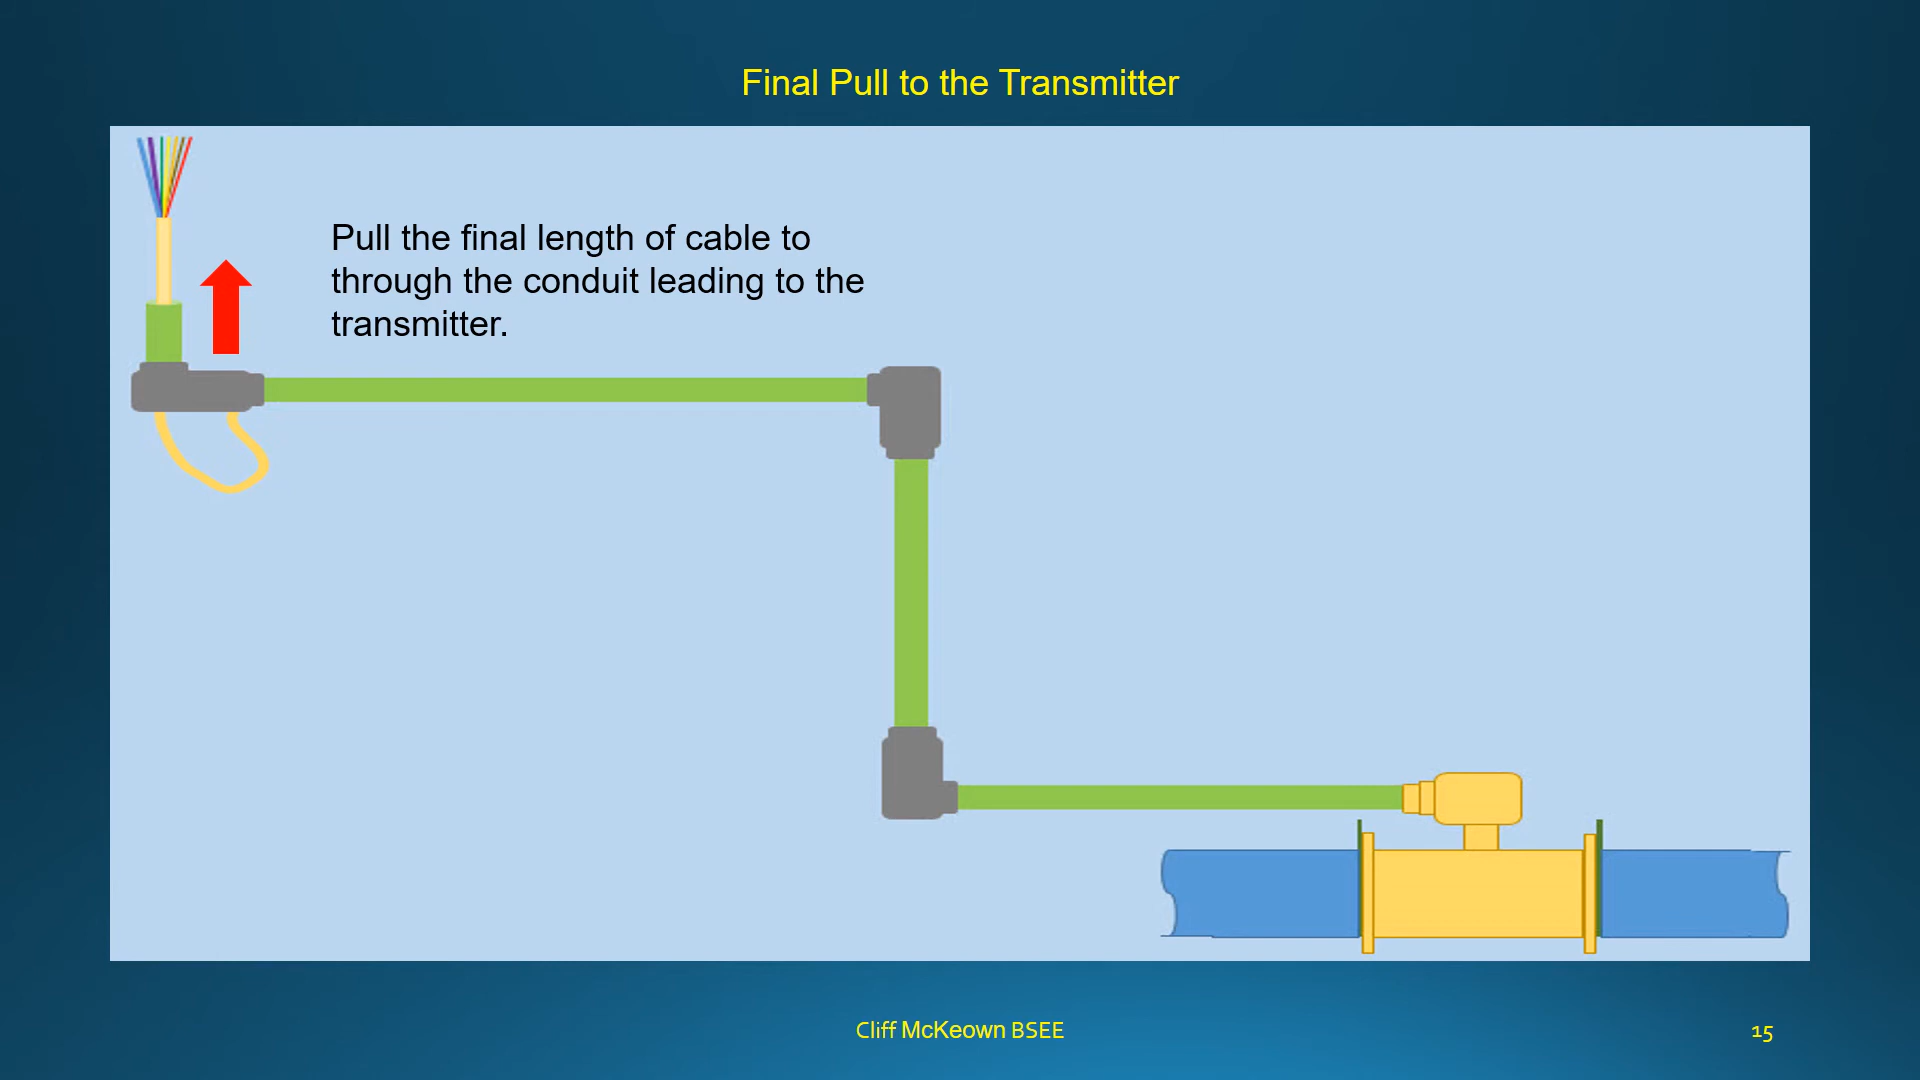 Final Pull to the Transmitter
Pull the final length of cable to
through the conduit leading to the
transmitter.
Cliff McKeown BSEE
15